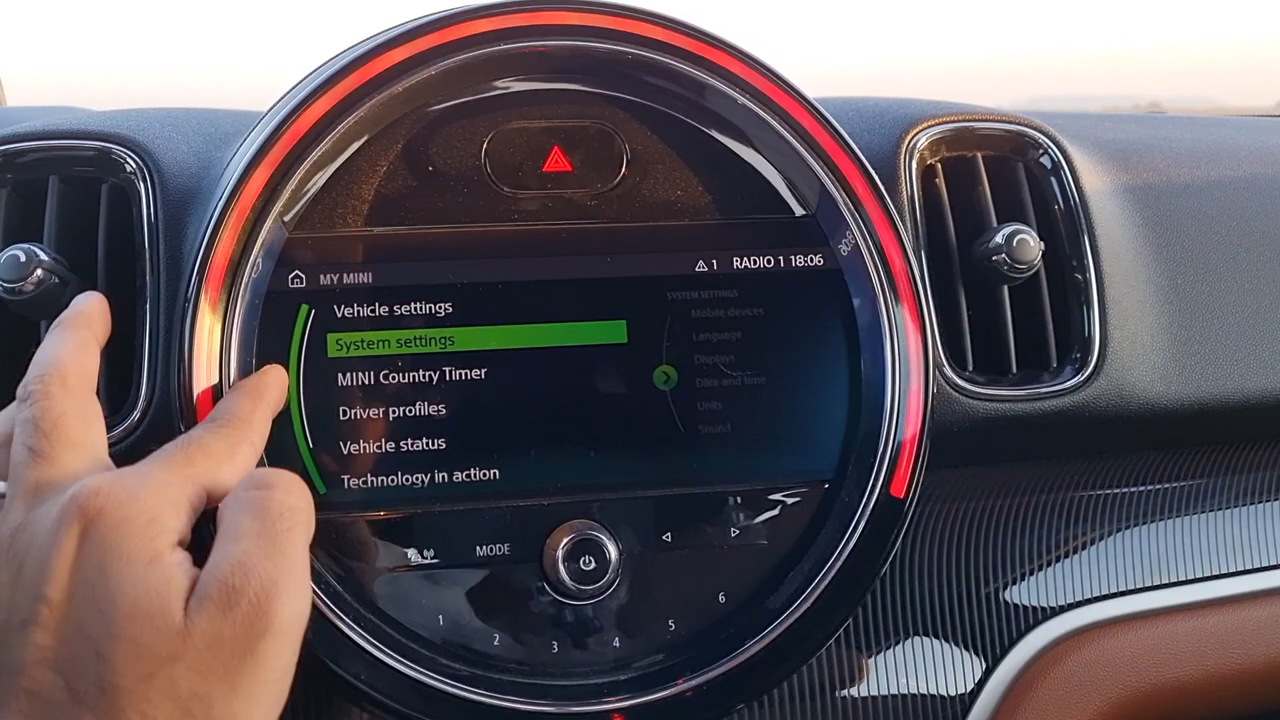 MY MINI
1 RADIO 1 18:06
Vehicle settings
System settings
MINI Country Timer
Driver profiles
Vehicle status
Technology in action
SYSTEM SETTINGS
Mobile devices
Language
Displays
Date and time
Units
Sound
MODE
1 2 3 4 5 6